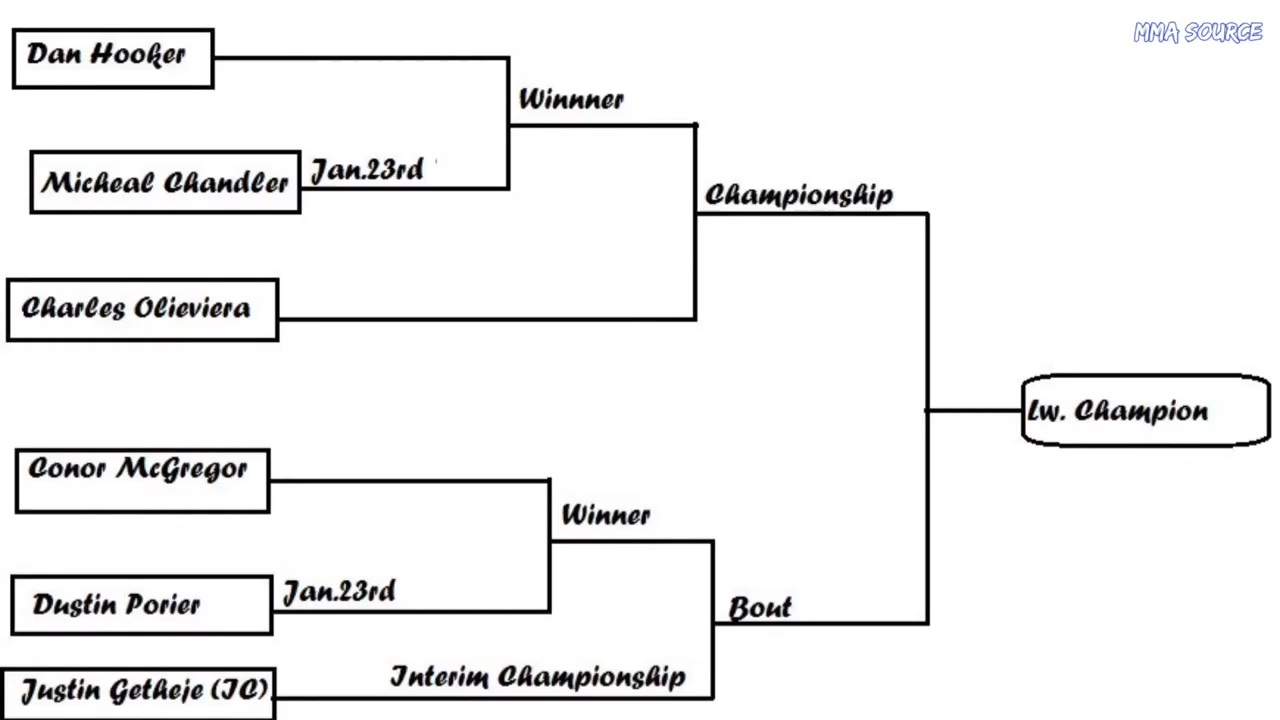 MMA SOURCE
Dan Hooker
Winnner
Micheal Chandler
Jan.23rd
Championship
Charles Olieviera
Lw. Champion
Conor McGregor
Winner
Dustin Porier
Jan.23rd
Bout
Justin Getheje (IC)
Interim Championship